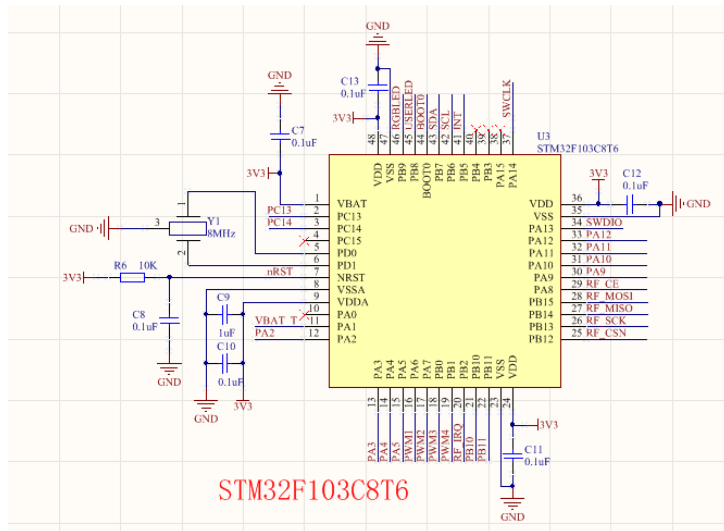 GND
GND
C13
0.1uF
3V3
C7
0.1uF
3V3
48
47
46
45
44
43
42
41
40
39
38
37
RGBLED
USERLED
BOOT0
SDA
SCL
INT
SWCLK
U3
STM32F103C8T6
VDD
VSS
PB9
PB8
BOOT0
PB7
PB6
PB5
PB4
PB3
PA15
PA14
PC13
PC14
1
2
3
4
5
6
7
8
9
10
11
12
VBAT
PC13
PC14
PC15
PD0
PD1
NRST
VSSA
VDDA
PA0
PA1
PA2
GND
1
3
2
Y1
8MHz
3V3
R6 10K
nRST
C8
0.1uF
GND
C9
1uF
C10
0.1uF
GND
3V3
VBAT_T
PA2
VDD
VSS
PA13
PA12
PA11
PA10
PA9
PA8
PB15
PB14
PB13
PB12
36
35
34
33
32
31
30
29
28
27
26
25
3V3
C12
0.1uF
GND
SWDIO
PA12
PA11
PA10
PA9
RF_CE
RF_MOSI
RF_MISO
RF_SCK
RF_CSN
PA3
PA4
PA5
PA6
PA7
PB0
PB1
PB2
PB10
PB11
VSS
VDD
13
14
15
16
17
18
19
20
21
22
23
24
PA3
PA4
PA5
PWM1
PWM2
PWM3
PWM4
RF_IRQ
PB10
PB11
3V3
C11
0.1uF
GND
STM32F103C8T6